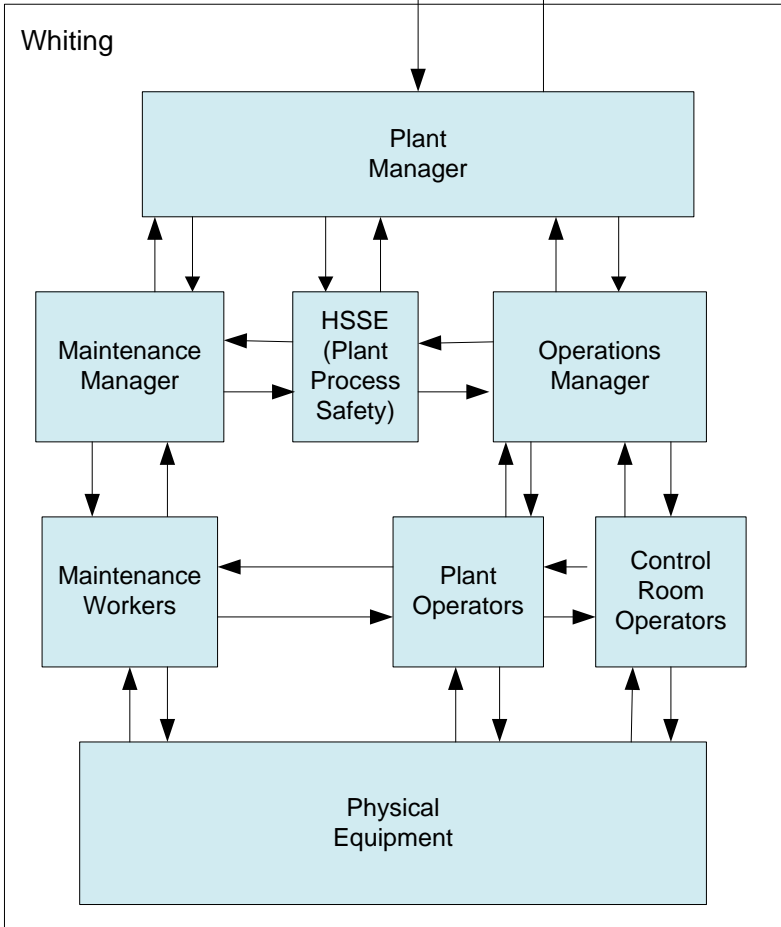 Whiting
Plant
Manager
Maintenance
Manager
HSSE
(Plant
Process
Safety)
Operations
Manager
Maintenance
Workers
Plant
Operators
Control
Room
Operators
Physical
Equipment